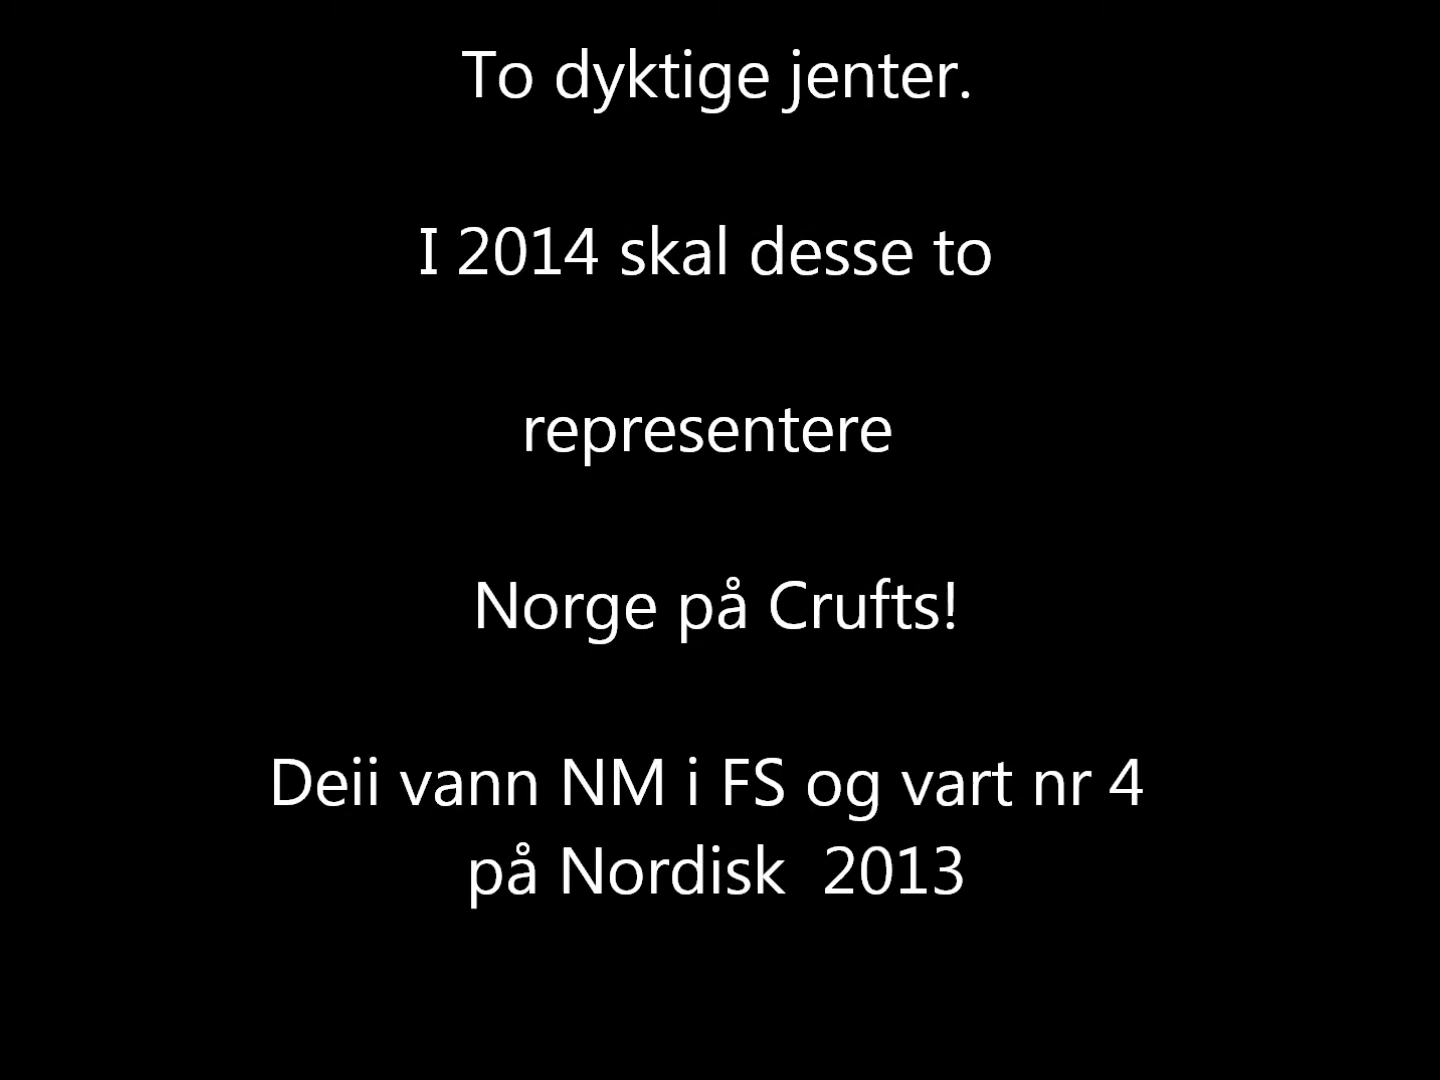 To dyktige jenter.
I 2014 skal desse to
representere
Norge på Crufts!
Deii vann NM i FS og vart nr 4
på Nordisk  2013